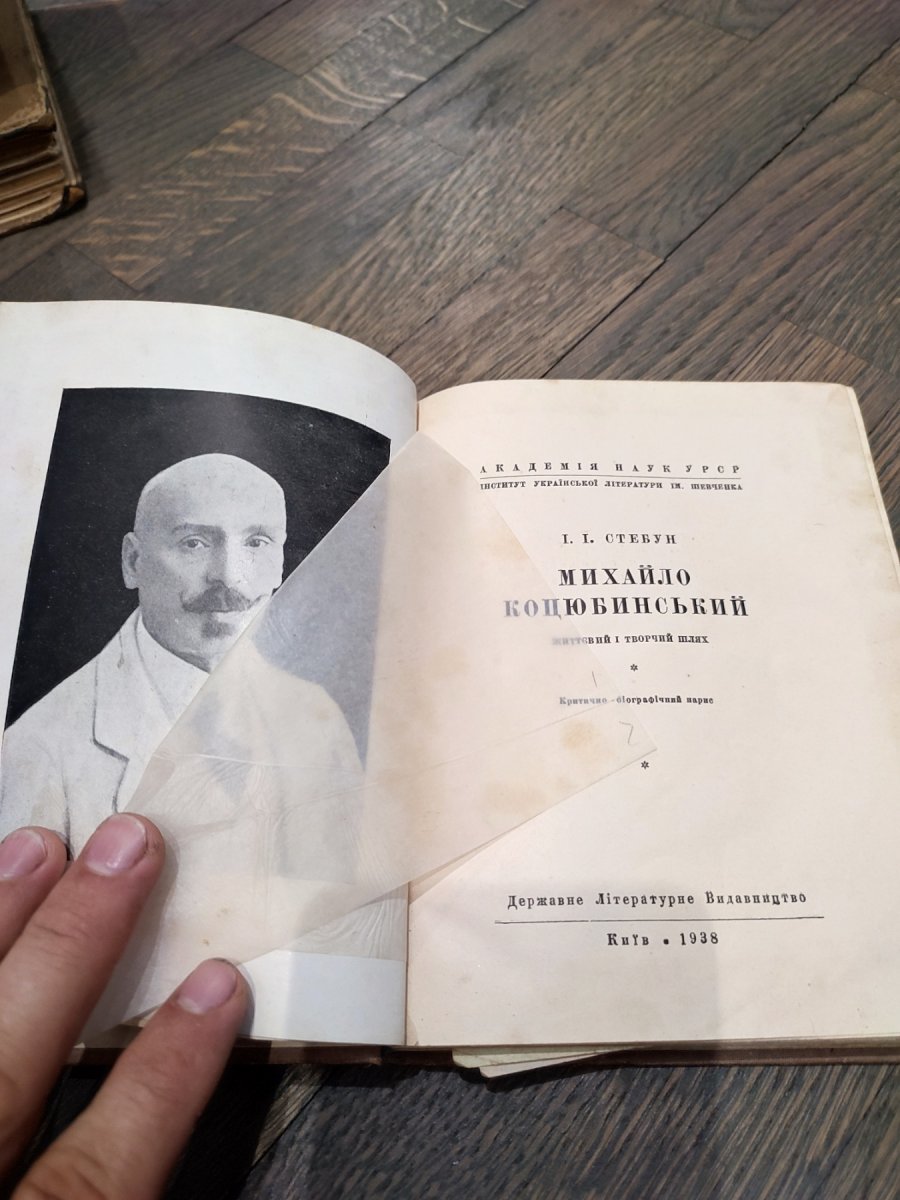 АКАДЕМІЯ НАУК УРСР
ІНСТИТУТ УКРАЇНСЬКОЇ ЛІТЕРАТУРИ ІМ. ШЕВЧЕНКА
І. І. СТЕБУН
МИХАЙЛО
КОЦЮБИНСЬКИЙ
ЖИТТЄВИЙ І ТВОРЧИЙ ШЛЯХ
*
Критично-біографічний нарис
*
Державне Літературне Видавництво
Київ • 1938